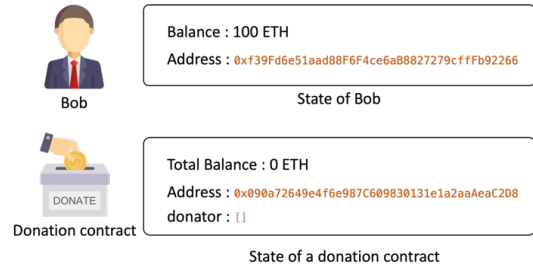 Balance : 100 ETH
Address : 0xf39Fd6e51aad88F6F4ce6aB8827279cffFb92266
Bob
State of Bob
Total Balance : 0 ETH
Address : 0x090a72649e4f6e987C609830131e1a2aaAeaC2D8
donator : []
DONATE
Donation contract
State of a donation contract